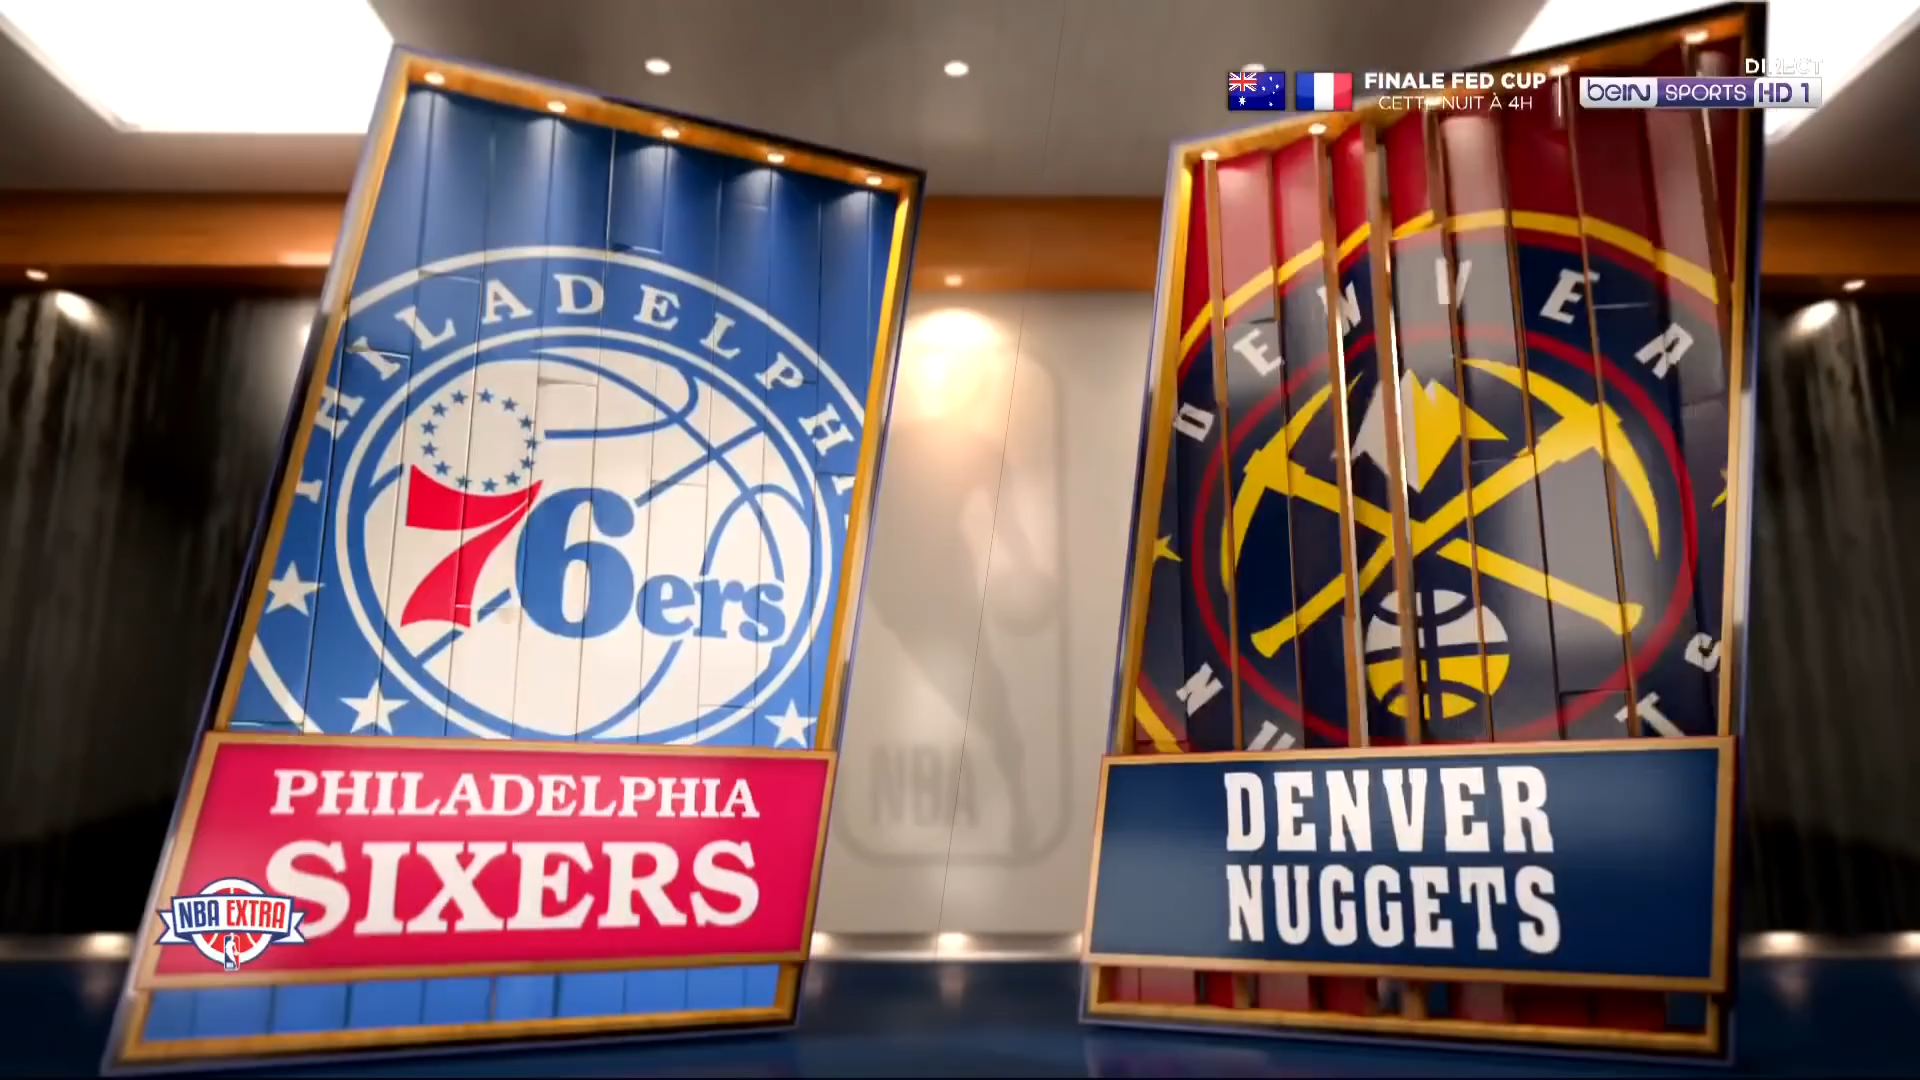 DIRECT
FINALE FED CUP
CETTE NUIT À 4H
beIN SPORTS HD 1
PHILADELPHIA
76ers
PHILADELPHIA
SIXERS
NBA EXTRA
NBA
DENVER
NUGGETS
DENVER
NUGGETS